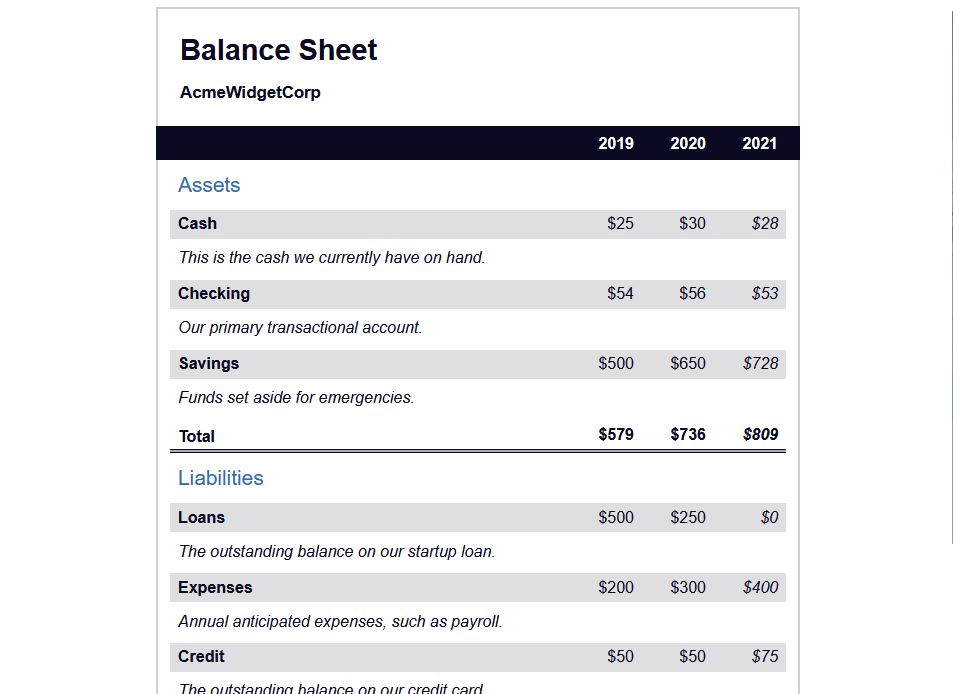 Balance Sheet
AcmeWidgetCorp
2019 2020 2021
Assets
Cash $25 $30 $28
This is the cash we currently have on hand.
Checking $54 $56 $53
Our primary transactional account.
Savings $500 $650 $728
Funds set aside for emergencies.
Total $579 $736 $809
Liabilities
Loans $500 $250 $0
The outstanding balance on our startup loan.
Expenses $200 $300 $400
Annual anticipated expenses, such as payroll.
Credit $50 $50 $75
The outstanding balance on our credit card